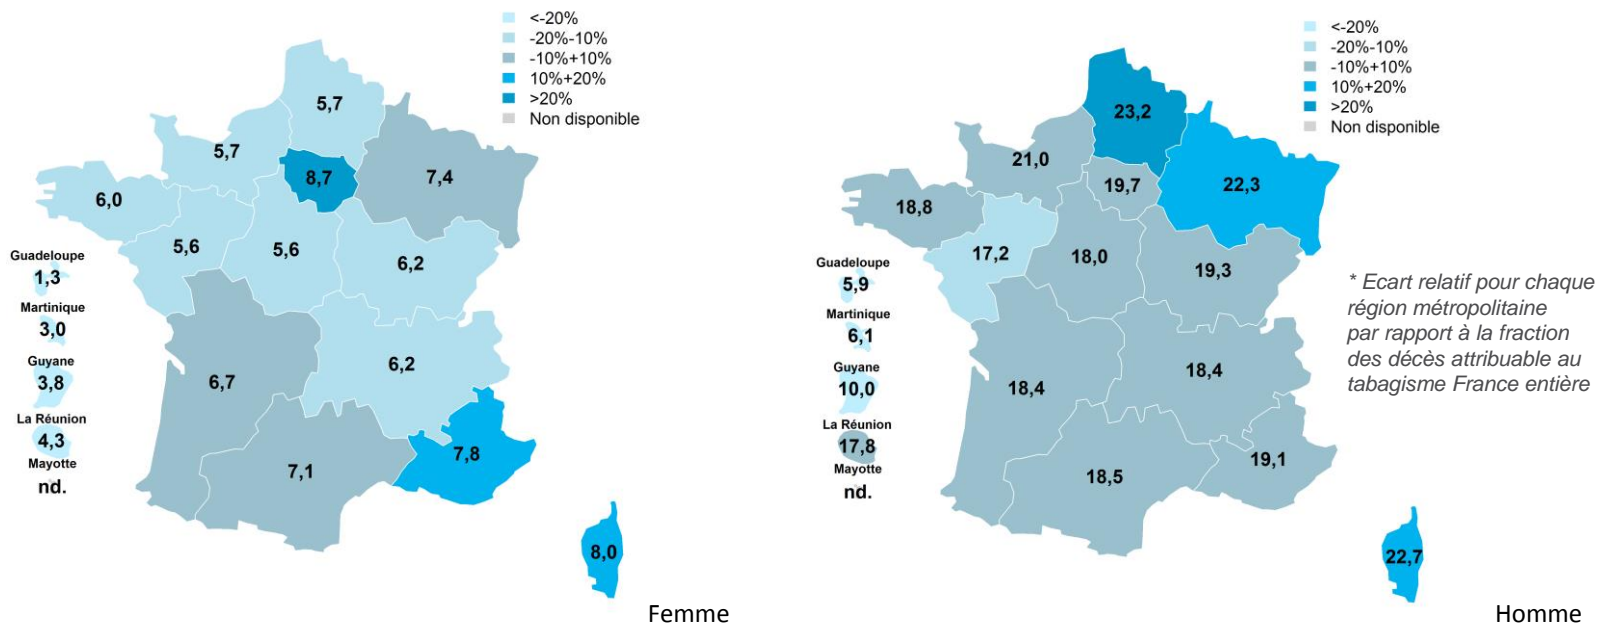 <-20%
-20%-10%
-10%+10%
10%+20%
>20%
Non disponible
5,7
5,7
8,7
7,4
6,0
5,6
5,6
6,2
Guadeloupe
1,3
Martinique
3,0
Guyane
3,8
La Réunion
4,3
Mayotte
nd.
6,7
6,2
7,1
7,8
8,0
Femme
<-20%
-20%-10%
-10%+10%
10%+20%
>20%
Non disponible
23,2
21,0
19,7
22,3
18,8
17,2
18,0
19,3
Guadeloupe
5,9
Martinique
6,1
Guyane
10,0
La Réunion
17,8
Mayotte
nd.
18,4
18,4
18,5
19,1
22,7
* Ecart relatif pour chaque
région métropolitaine
par rapport à la fraction
des décès attribuable au
tabagisme France entière
Homme